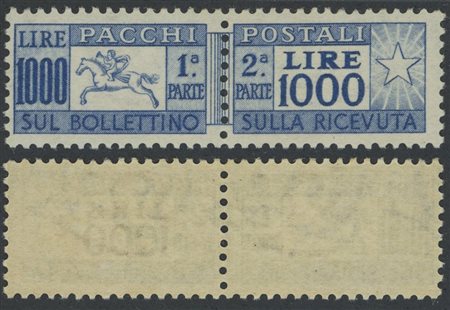 PACCHI POSTALI
LIRE 1000 1ª PARTE 2ª PARTE LIRE 1000
SUL BOLLETTINO SULLA RICEVUTA